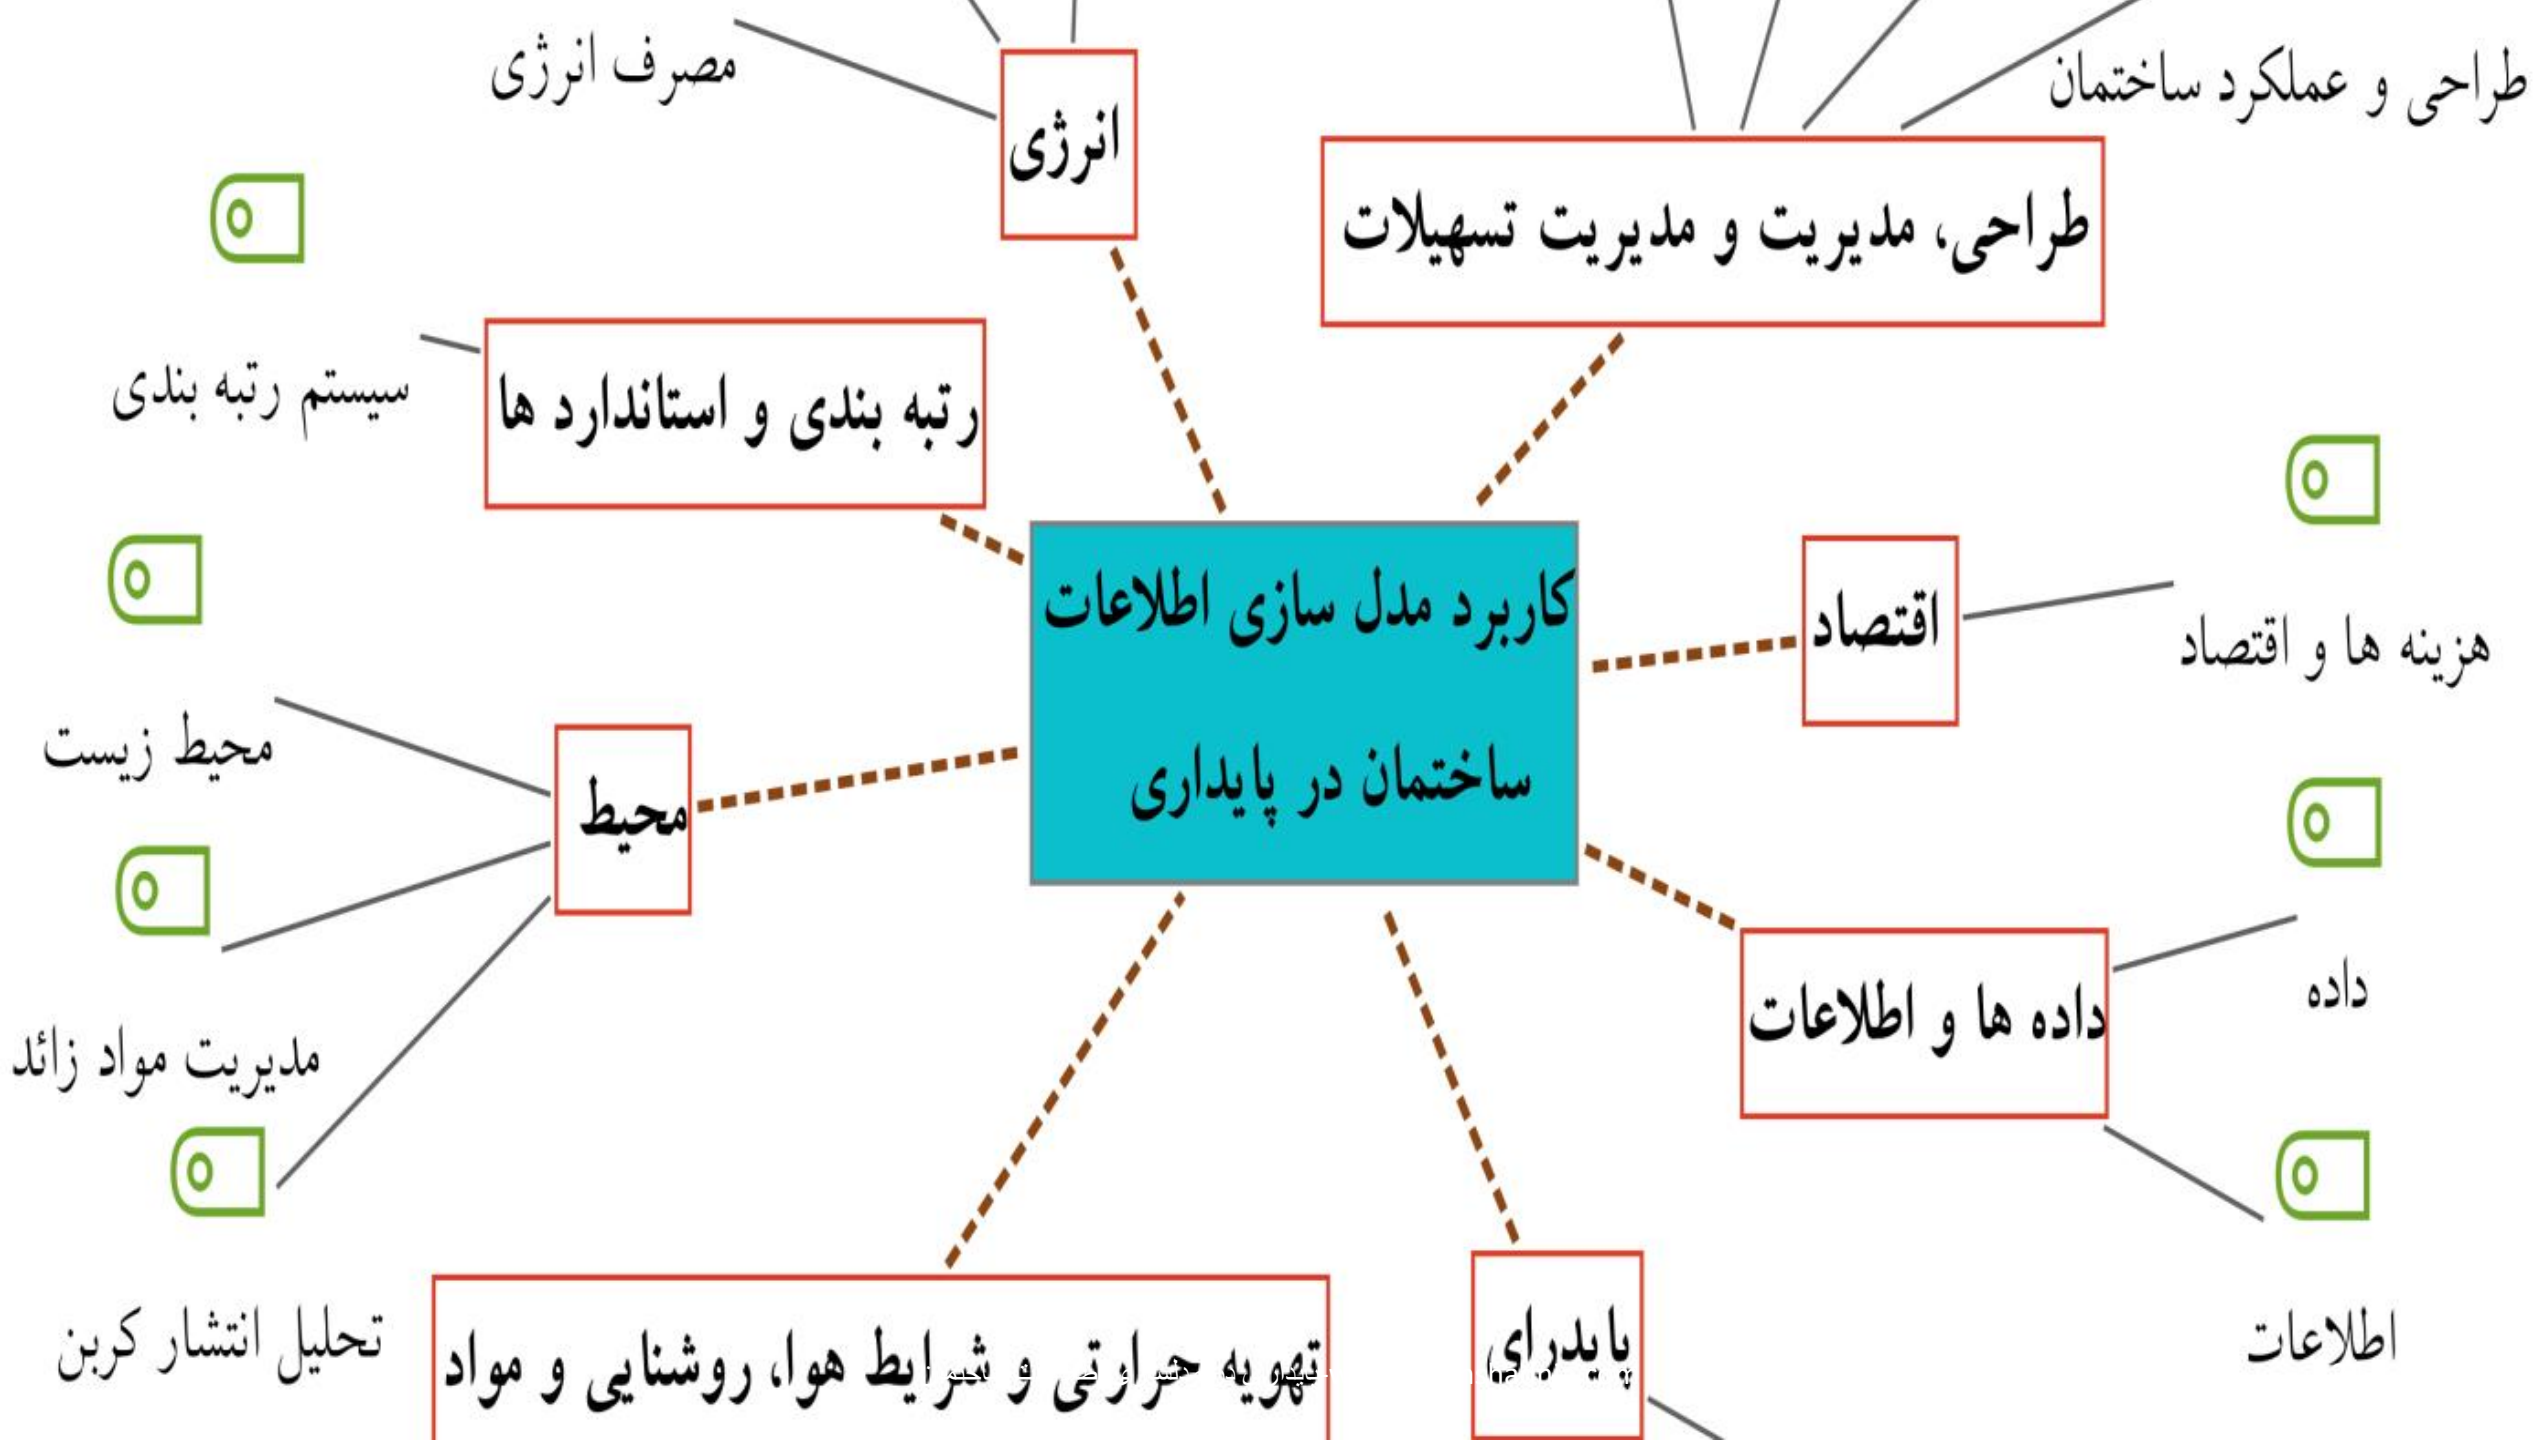 مصرف انرژی
طراحی و عملکرد ساختمان
انرژی
طراحی، مدیریت و مدیریت تسهیلات
سیستم رتبه بندی
رتبه بندی و استاندارد ها
کاربرد مدل سازی اطلاعات
ساختمان در پایداری
اقتصاد
هزینه ها و اقتصاد
محیط زیست
محیط
داده ها و اطلاعات
داده
مدیریت مواد زائد
تحلیل انتشار کربن
تهویه حرارتی و شرایط هوا، روشنایی و مواد
پایدرای
اطلاعات